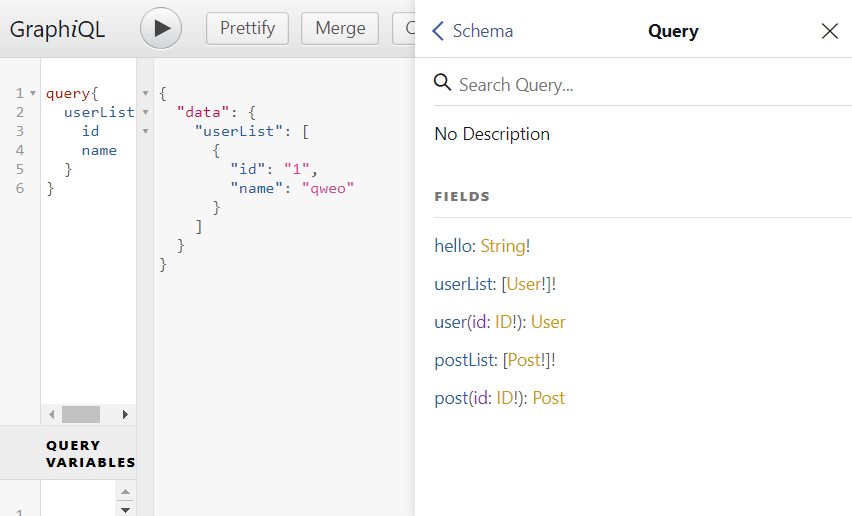 GraphiQL
Prettify
Merge
1 query{
2 userList
3 id
4 name
5 }
6 }
QUERY
VARIABLES
1
{
"data": {
"userList": [
{
"id": "1",
"name": "qweo"
}
]
}
}
Schema
Query
Search Query...
No Description
FIELDS
hello: String!
userList: [User!]!
user(id: ID!): User
postList: [Post!]!
post(id: ID!): Post